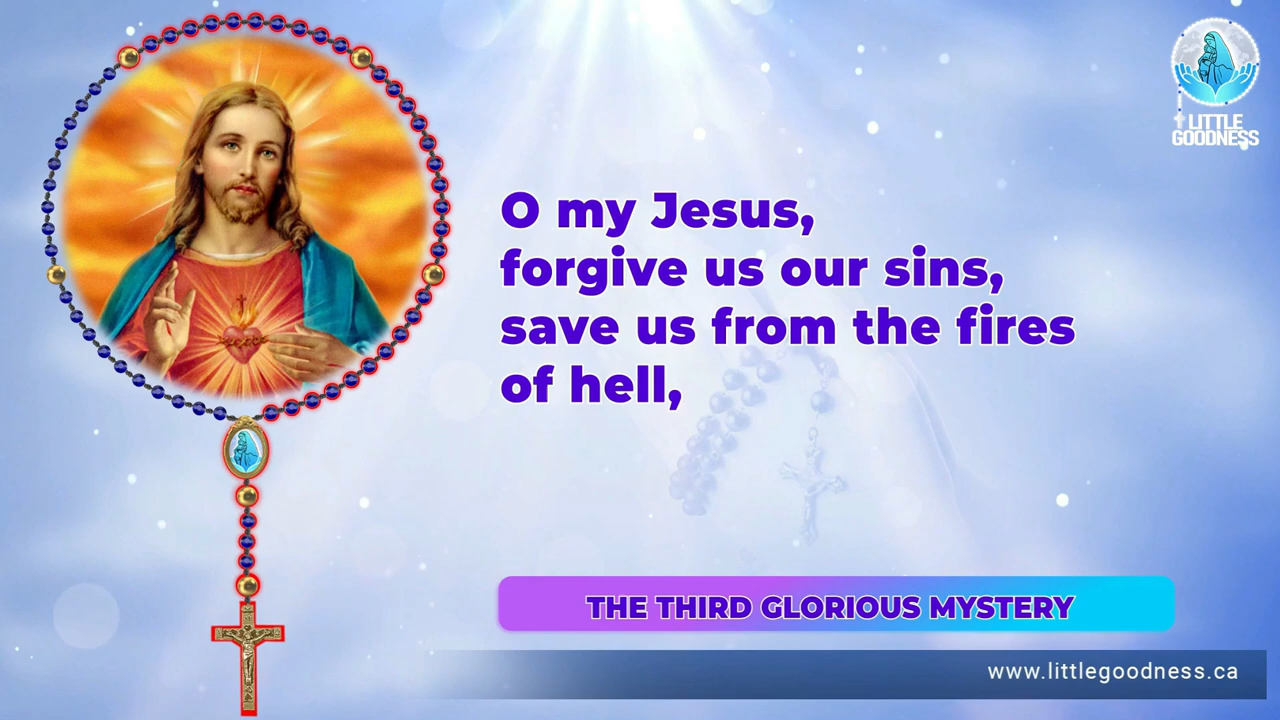 LITTLE
GOODNESS
O my Jesus,
forgive us our sins,
save us from the fires
of hell,
THE THIRD GLORIOUS MYSTERY
www.littlegoodness.ca